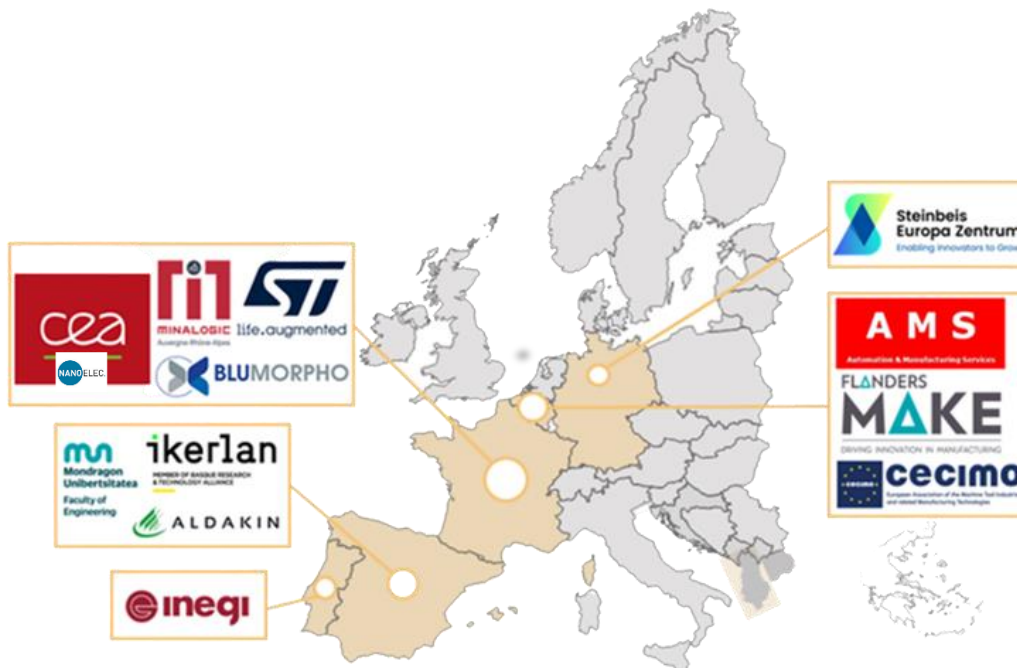 cea
NANOELEC.
MINALOGIC
Auvergne-Rhône-Alpes
ST
life.augmented
BLUMORPHO
Steinbeis
Europa Zentrum
Enabling Innovators to Grow
AMS
Automation & Manufacturing Services
FLANDERS
MAKE
DRIVING INNOVATION IN MANUFACTURING
cecimo
cecimo
European Association of the Machine Tool Industries
and related Manufacturing Technologies
Mondragon
Unibertsitatea
Faculty of
Engineering
ikerlan
MEMBER OF BASQUE RESEARCH
& TECHNOLOGY ALLIANCE
ALDAKIN
inegi